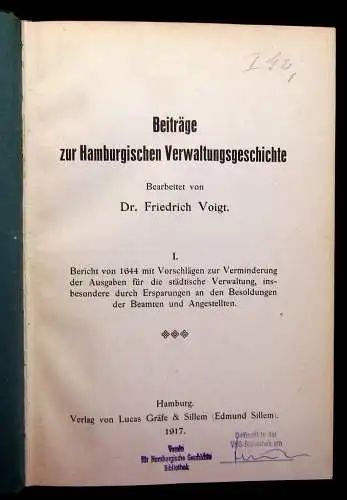 I 42,
Beiträge
zur Hamburgischen Verwaltungsgeschichte
Bearbeitet von
Dr. Friedrich Voigt.
I.
Bericht von 1644 mit Vorschlägen zur Verminderung
der Ausgaben für die städtische Verwaltung, ins-
besondere durch Ersparungen an den Besoldungen
der Beamten und Angestellten.
Hamburg.
Verlag von Lucas Gräfe & Sillem (Edmund Sillem).
1917.
Verein
für Hamburgische Geschichte
Bibliothek